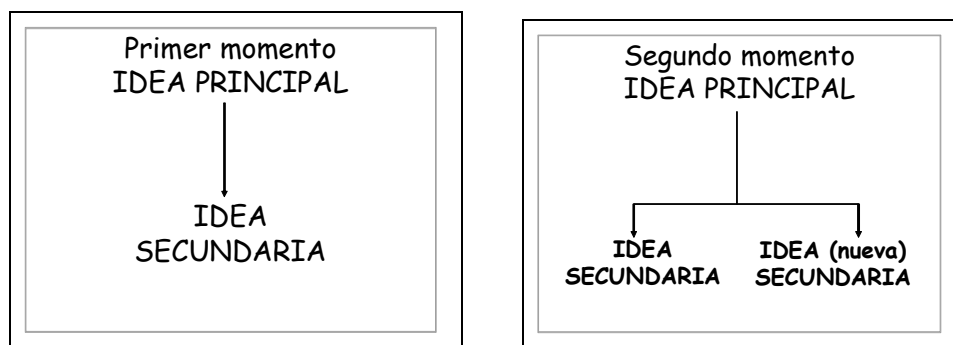 Primer momento
IDEA PRINCIPAL
IDEA
SECUNDARIA
Segundo momento
IDEA PRINCIPAL
IDEA
SECUNDARIA
IDEA (nueva)
SECUNDARIA